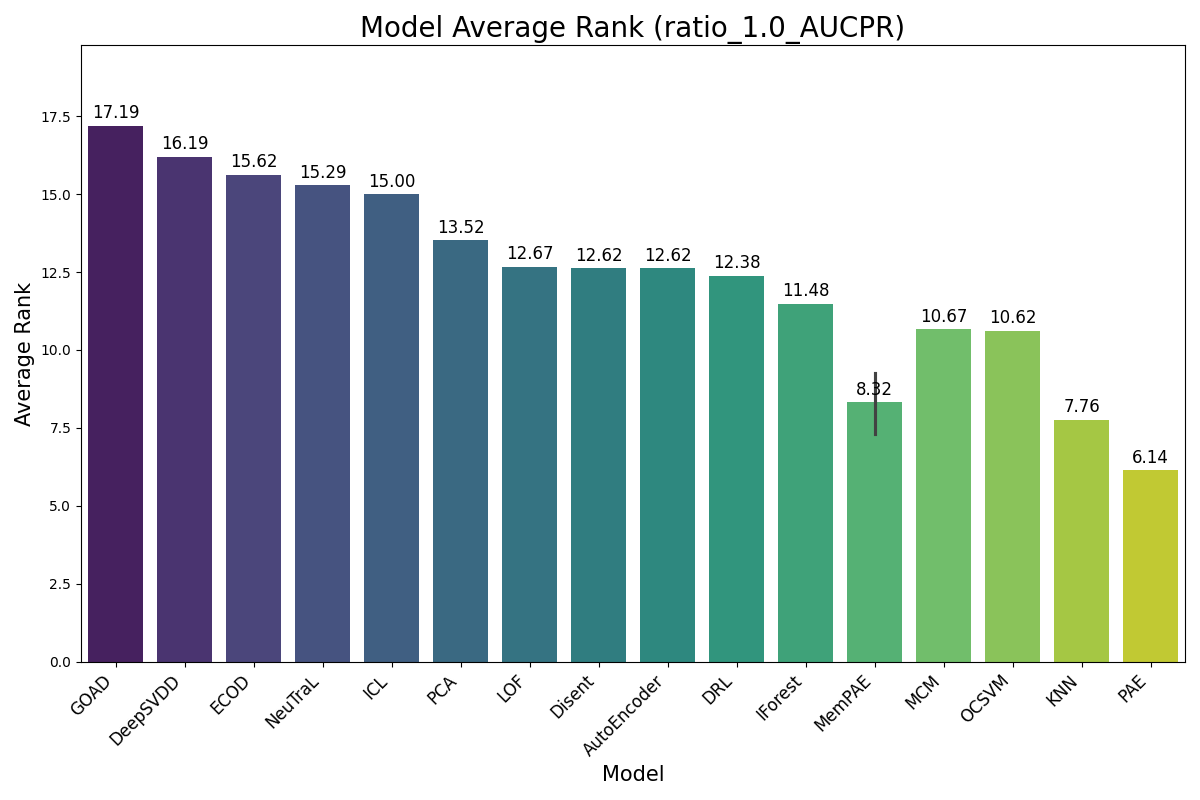 Model Average Rank (ratio_1.0_AUCPR)
Average Rank
17.5
15.0
12.5
10.0
7.5
5.0
2.5
0.0
17.19
16.19
15.62
15.29
15.00
13.52
12.67
12.62
12.62
12.38
11.48
8.32
10.67
10.62
7.76
6.14
GOAD
DeepSVDD
ECOD
NeuTraL
ICL
PCA
LOF
Disent
AutoEncoder
DRL
IForest
MemPAE
MCM
OCSVM
KNN
PAE
Model